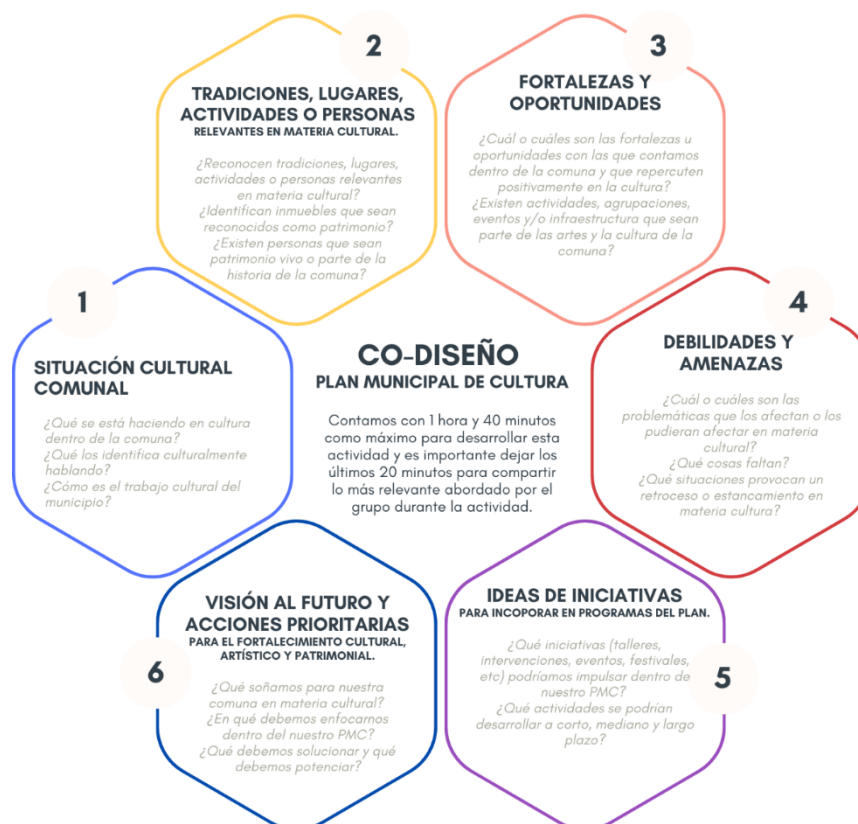 CO-DISEÑO
PLAN MUNICIPAL DE CULTURA
Contamos con 1 hora y 40 minutos
como máximo para desarrollar esta
actividad y es importante dejar los
últimos 20 minutos para compartir
lo más relevante abordado por el
grupo durante la actividad.
1
SITUACIÓN CULTURAL
COMUNAL
¿Qué se está haciendo en cultura
dentro de la comuna?
¿Qué los identifica culturalmente
hablando?
¿Cómo es el trabajo cultural del
municipio?
2
TRADICIONES, LUGARES,
ACTIVIDADES O PERSONAS
RELEVANTES EN MATERIA CULTURAL.
¿Reconocen tradiciones, lugares,
actividades o personas relevantes
en materia cultural?
¿Identifican inmuebles que sean
reconocidos como patrimonio?
¿Existen personas que sean
patrimonio vivo o parte de la
historia de la comuna?
3
FORTALEZAS Y
OPORTUNIDADES
¿Cuál o cuáles son las fortalezas u
oportunidades con las que contamos
dentro de la comuna y que repercuten
positivamente en la cultura?
¿Existen actividades, agrupaciones,
eventos y/o infraestructura que sean
parte de las artes y la cultura de la
comuna?
4
DEBILIDADES Y
AMENAZAS
¿Cuál o cuáles son las
problemáticas que los afectan o los
pudieran afectar en materia
cultural?
¿Qué cosas faltan?
¿Qué situaciones provocan un
retroceso o estancamiento en
materia cultura?
5
IDEAS DE INICIATIVAS
PARA INCOPORAR EN PROGRAMAS DEL PLAN.
¿Qué iniciativas (talleres,
intervenciones, eventos, festivales,
etc) podríamos impulsar dentro de
nuestro PMC?
¿Qué actividades se podrían
desarrollar a corto, mediano y largo
plazo?
6
VISIÓN AL FUTURO Y
ACCIONES PRIORITARIAS
PARA EL FORTALECIMIENTO CULTURAL,
ARTÍSTICO Y PATRIMONIAL.
¿Qué soñamos para nuestra
comuna en materia cultural?
¿En qué debemos enfocarnos
dentro del nuestro PMC?
¿Qué debemos solucionar y qué
debemos potenciar?